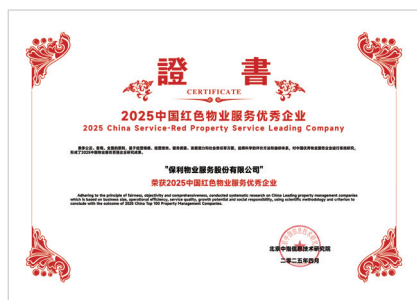 證書
CERTIFICATE
2025中国红色物业服务优秀企业
2025 China Service-Red Property Service Leading Company
"保利物业服务股份有限公司"
荣获2025中国红色物业服务优秀企业
Adhering to the principle of fairness, objectivity and comprehensiveness, conducted systematic research on China Leading property management companies
which is based on business size, operational efficiency, service quality, growth potential and social responsibility, using scientific methodology and criterion to
conclude with the outcome of 2025 China Top 100 Property Management Companies.
北京中指信息技术研究院
二〇二五年四月